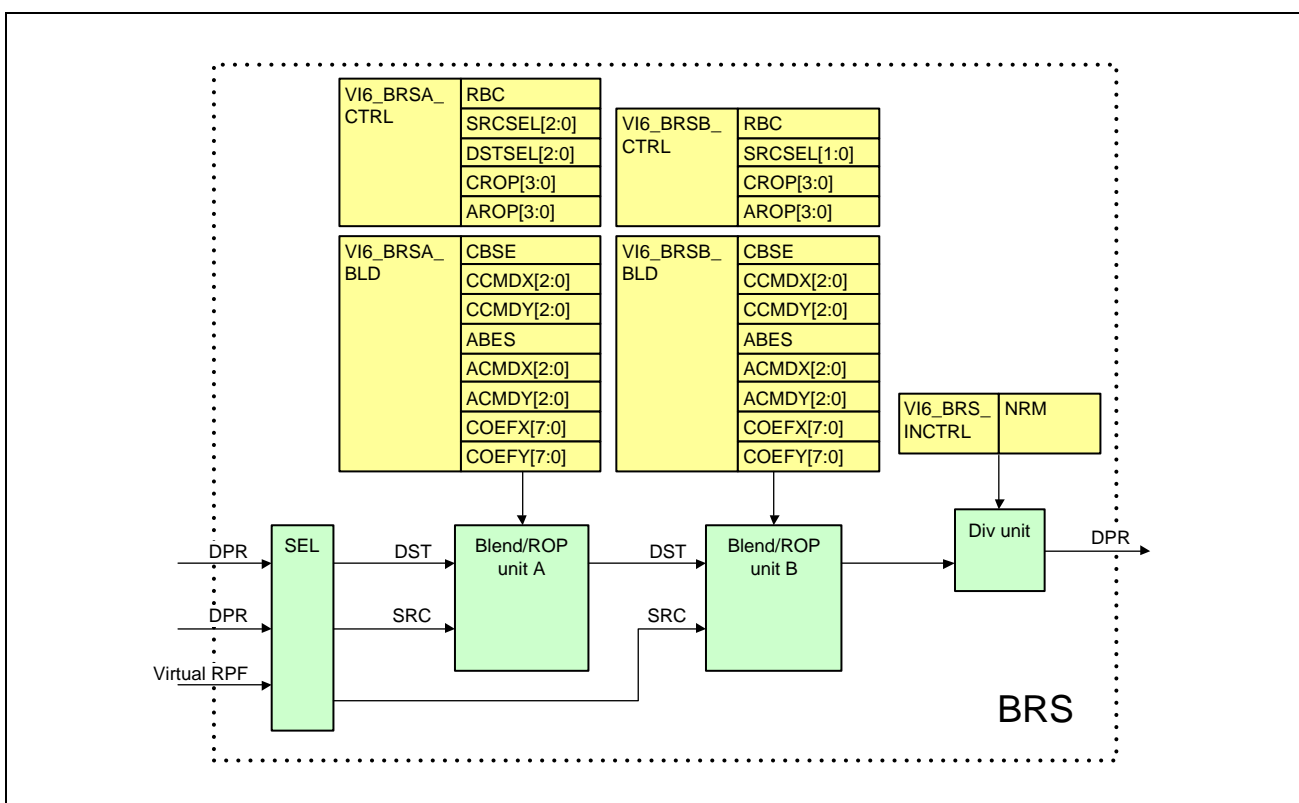 VI6_BRSA_
CTRL
RBC
SRCSEL[2:0]
DSTSEL[2:0]
CROP[3:0]
AROP[3:0]
VI6_BRSB_
CTRL
RBC
SRCSEL[1:0]
CROP[3:0]
AROP[3:0]
VI6_BRSA_
BLD
CBSE
CCMDX[2:0]
CCMDY[2:0]
ABES
ACMDX[2:0]
ACMDY[2:0]
COEFX[7:0]
COEFY[7:0]
VI6_BRSB_
BLD
CBSE
CCMDX[2:0]
CCMDY[2:0]
ABES
ACMDX[2:0]
ACMDY[2:0]
COEFX[7:0]
COEFY[7:0]
VI6_BRS_
INCTRL
NRM
DPR
DPR
Virtual RPF
SEL
DST
SRC
Blend/ROP
unit A
DST
SRC
Blend/ROP
unit B
Div unit
DPR
BRS